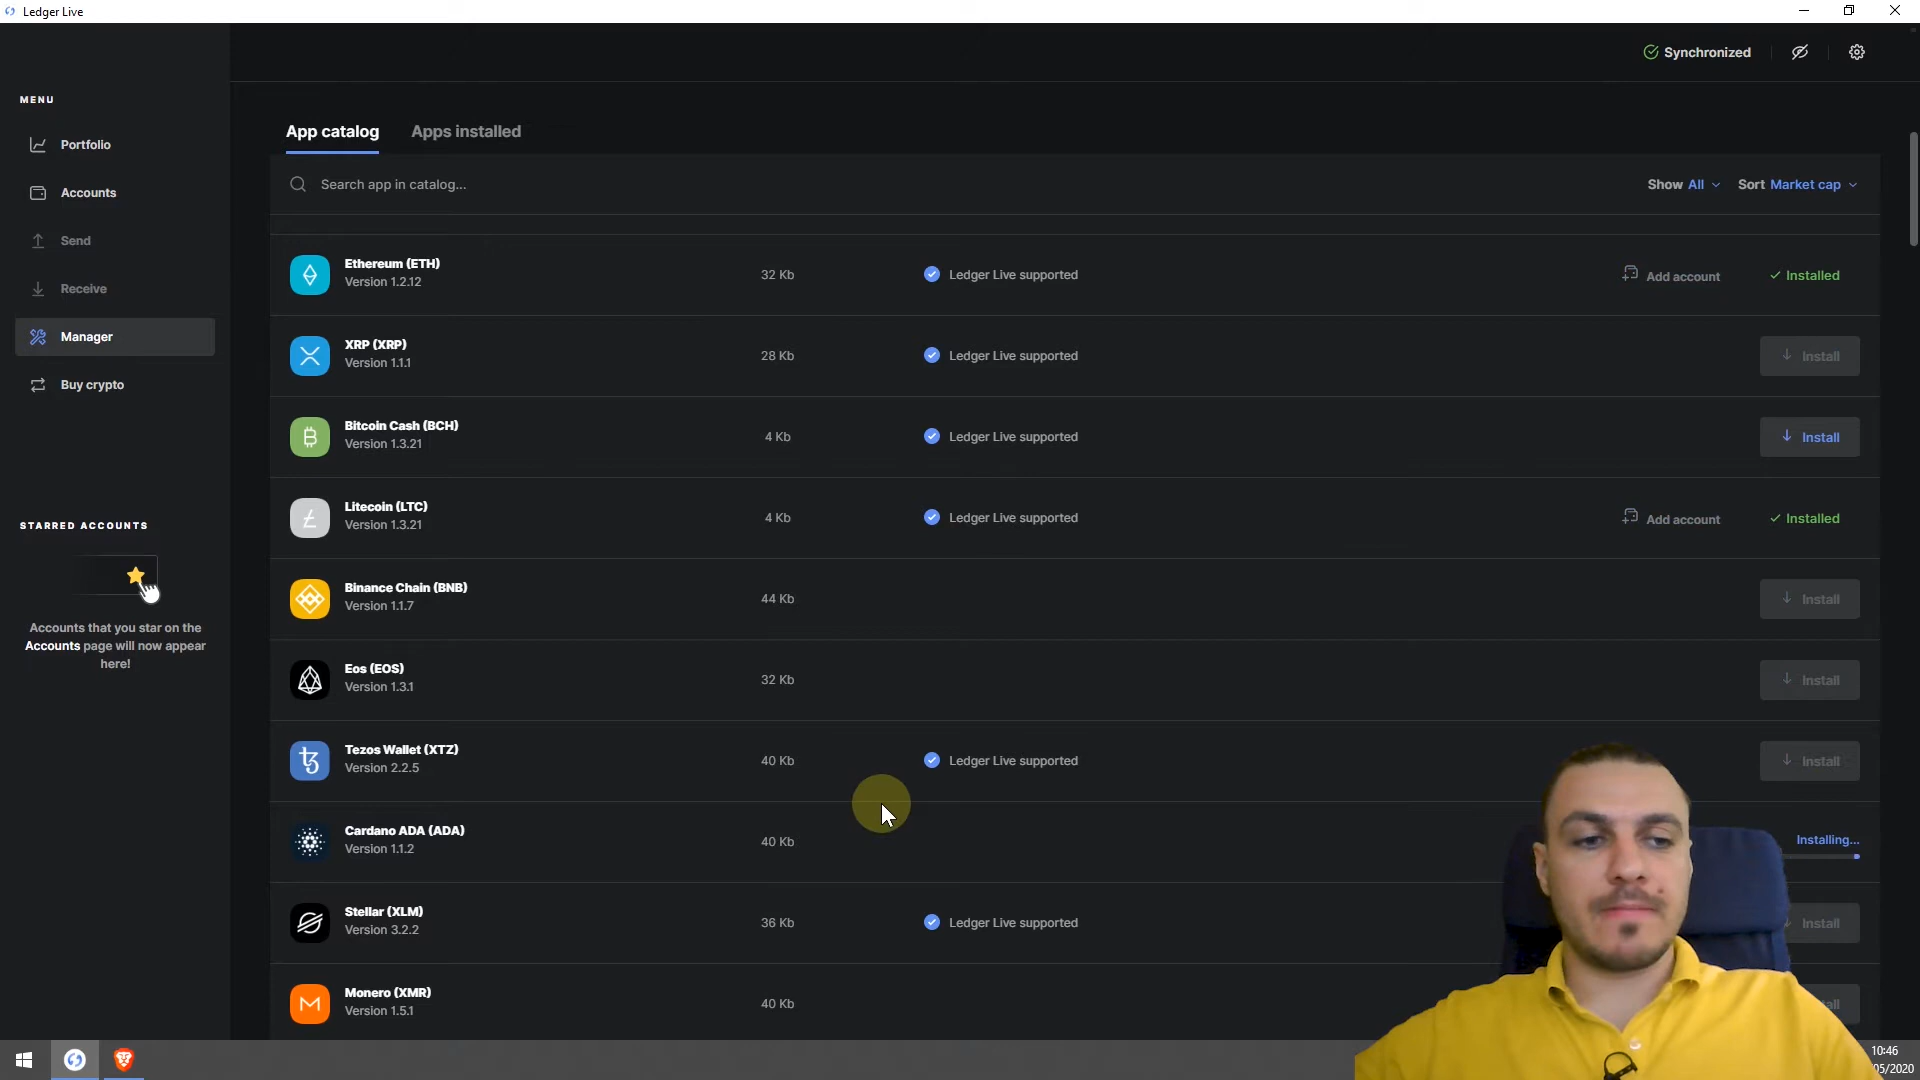 Ledger Live
Synchronized
MENU
Portfolio
Accounts
Send
Receive
Manager
Buy crypto
STARRED ACCOUNTS
Accounts that you star on the
Accounts page will now appear
here!
App catalog Apps installed
Search app in catalog...
Show All Sort Market cap
Ethereum (ETH)
Version 1.2.12
32 Kb Ledger Live supported Add account Installed
XRP (XRP)
Version 1.1.1
28 Kb Ledger Live supported Install
Bitcoin Cash (BCH)
Version 1.3.21
4 Kb Ledger Live supported Install
Litecoin (LTC)
Version 1.3.21
4 Kb Ledger Live supported Add account Installed
Binance Chain (BNB)
Version 1.1.7
44 Kb Install
Eos (EOS)
Version 1.3.1
32 Kb Install
Tezos Wallet (XTZ)
Version 2.2.5
40 Kb Ledger Live supported Install
Cardano ADA (ADA)
Version 1.1.2
40 Kb Installing...
Stellar (XLM)
Version 3.2.2
36 Kb Ledger Live supported Install
Monero (XMR)
Version 1.5.1
40 Kb
10:46
05/2020